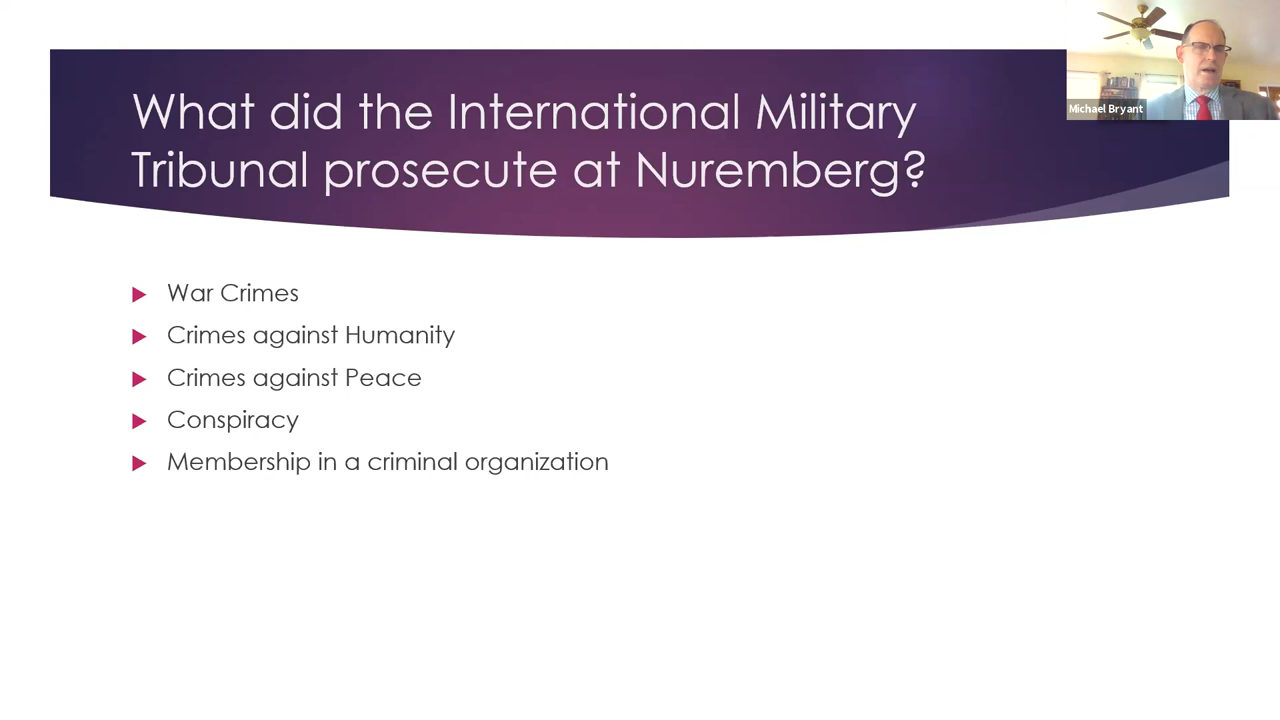 What did the International Military
Tribunal prosecute at Nuremberg?
Michael Bryant
War Crimes
Crimes against Humanity
Crimes against Peace
Conspiracy
Membership in a criminal organization